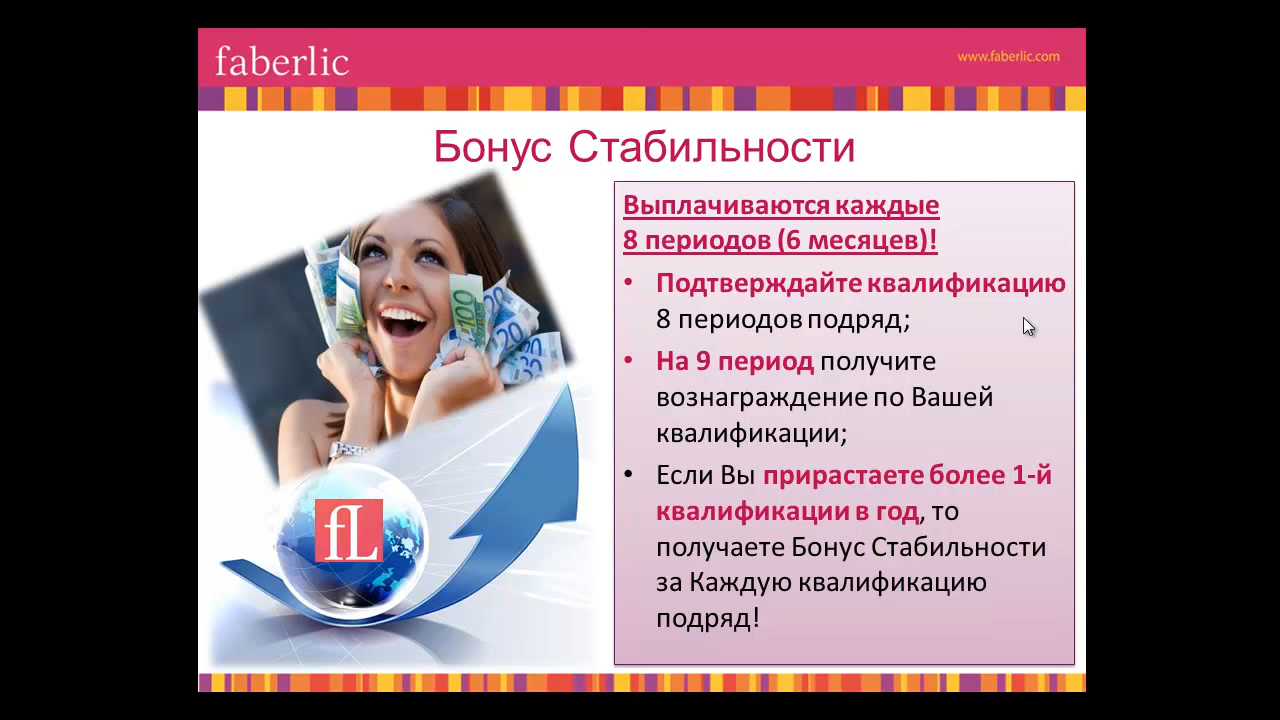 faberlic
www.faberlic.com
Бонус Стабильности
Выплачиваются каждые
8 периодов (6 месяцев)!
• Подтверждайте квалификацию
8 периодов подряд;
• На 9 период получите
вознаграждение по Вашей
квалификации;
• Если Вы прирастаете более 1-й
квалификации в год, то
получаете Бонус Стабильности
за Каждую квалификацию
подряд!
100
20
fL